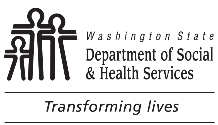 Washington State
Department of Social
& Health Services
Transforming lives